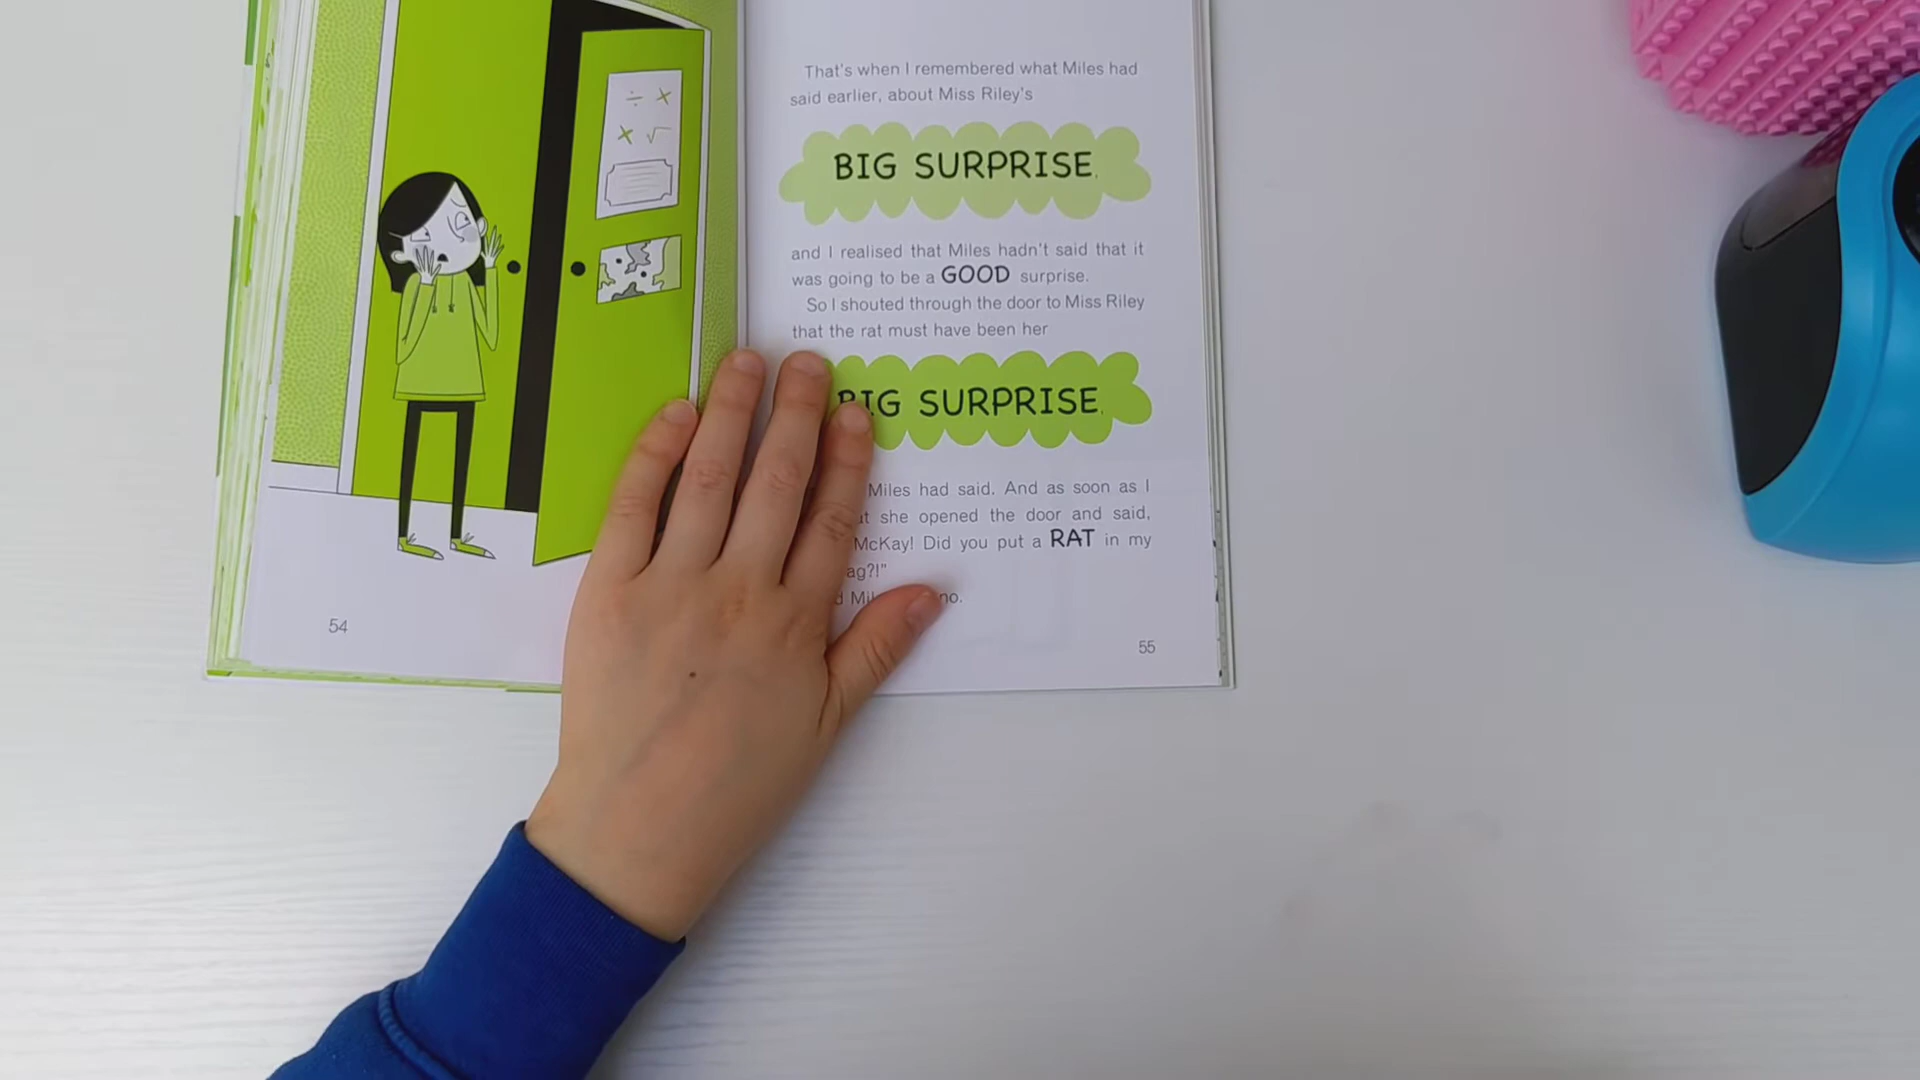 ÷ ×
× √
54
That's when I remembered what Miles had
said earlier, about Miss Riley's
BIG SURPRISE,
and I realised that Miles hadn't said that it
was going to be a GOOD surprise.
So I shouted through the door to Miss Riley
that the rat must have been her
BIG SURPRISE,
Miles had said. And as soon as I
she opened the door and said,
McKay! Did you put a RAT in my
no.
55